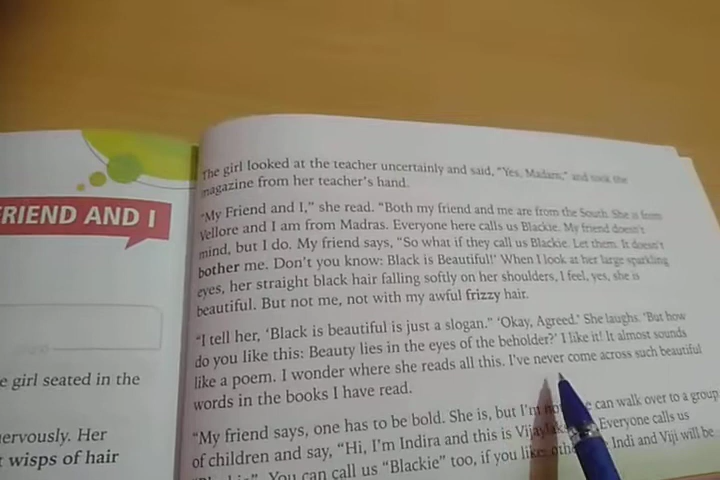 FRIEND AND I
e girl seated in the
ervously. Her
wisps of hair
The girl looked at the teacher uncertainly and said, "Yes, Madam," and took the
magazine from her teacher's hand.
"My Friend and I," she read. "Both my friend and me are from the South. She is from
Vellore and I am from Madras. Everyone here calls us Blackie. My friend doesn't
mind, but I do. My friend says, "So what if they call us Blackie. Let them. It doesn't
bother me. Don't you know: Black is Beautiful!' When I look at her large sparkling
eyes, her straight black hair falling softly on her shoulders, I feel, yes, she is
beautiful. But not me, not with my awful frizzy hair.
"I tell her, 'Black is beautiful is just a slogan.” ‘Okay, Agreed.’ She laughs. ‘But how
do you like this: Beauty lies in the eyes of the beholder?' I like it! It almost sounds
like a poem. I wonder where she reads all this. I've never come across such beautiful
words in the books I have read.
"My friend says, one has to be bold. She is, but I'm can walk over to a group
of children and say, "Hi, I'm Indira and this is Everyone calls us
You can call us "Blackie" too, if you like Indi and Viji will be